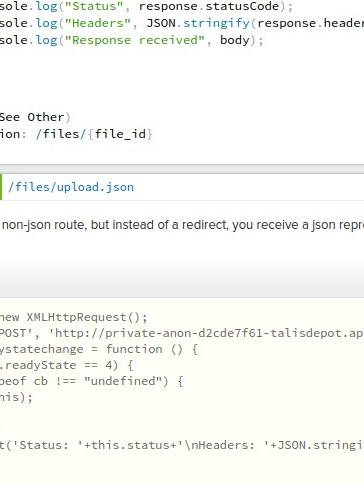 sole.log("Status", response.statusCode);
sole.log("Headers", JSON.stringify(response.header
sole.log("Response received", body);
See Other)
ion: /files/{file_id}
/files/upload.json
non-json route, but instead of a redirect, you receive a json repre
new XMLHttpRequest();
POST', 'http://private-anon-d2cde7f61-talisdepot.ap
ystatechange = function () {
.readyState == 4) {
peof cb !== "undefined") {
his);
t('Status: '+this.status+'\nHeaders: '+JSON.stringi